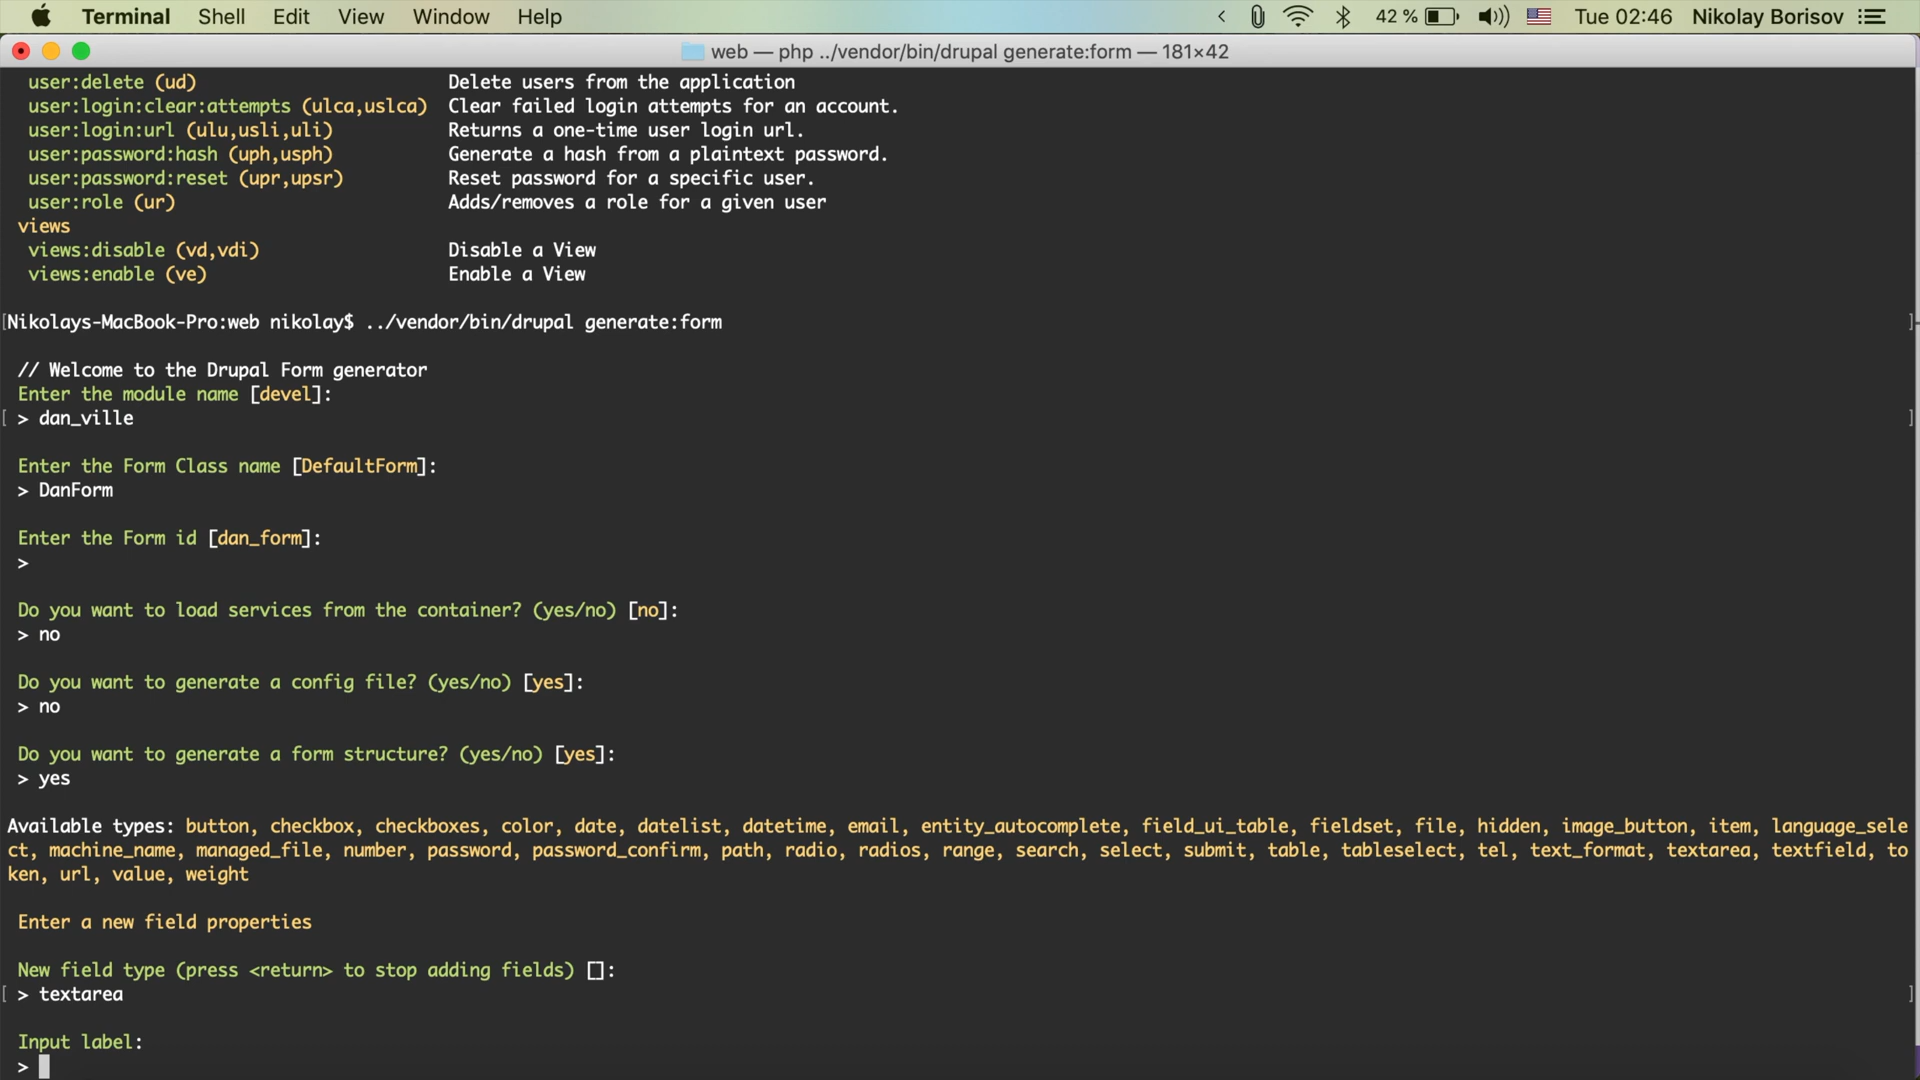 Terminal Shell Edit View Window Help 42 % Tue 02:46 Nikolay Borisov
web — php ../vendor/bin/drupal generate:form — 181×42
user:delete (ud) Delete users from the application
user:login:clear:attempts (ulca,uslca) Clear failed login attempts for an account.
user:login:url (ulu,usli,uli) Returns a one-time user login url.
user:password:hash (uph,usph) Generate a hash from a plaintext password.
user:password:reset (upr,upsr) Reset password for a specific user.
user:role (ur) Adds/removes a role for a given user
views
views:disable (vd,vdi) Disable a View
views:enable (ve) Enable a View
[Nikolays-MacBook-Pro:web nikolay$ ../vendor/bin/drupal generate:form ]
// Welcome to the Drupal Form generator
Enter the module name [devel]:
[ > dan_ville ]
Enter the Form Class name [DefaultForm]:
> DanForm
Enter the Form id [dan_form]:
>
Do you want to load services from the container? (yes/no) [no]:
> no
Do you want to generate a config file? (yes/no) [yes]:
> no
Do you want to generate a form structure? (yes/no) [yes]:
> yes
Available types: button, checkbox, checkboxes, color, date, datelist, datetime, email, entity_autocomplete, field_ui_table, fieldset, file, hidden, image_button, item, language_sele
ct, machine_name, managed_file, number, password, password_confirm, path, radio, radios, range, search, select, submit, table, tableselect, tel, text_format, textarea, textfield, to
ken, url, value, weight
Enter a new field properties
New field type (press <return> to stop adding fields) []:
[ > textarea ]
Input label:
>